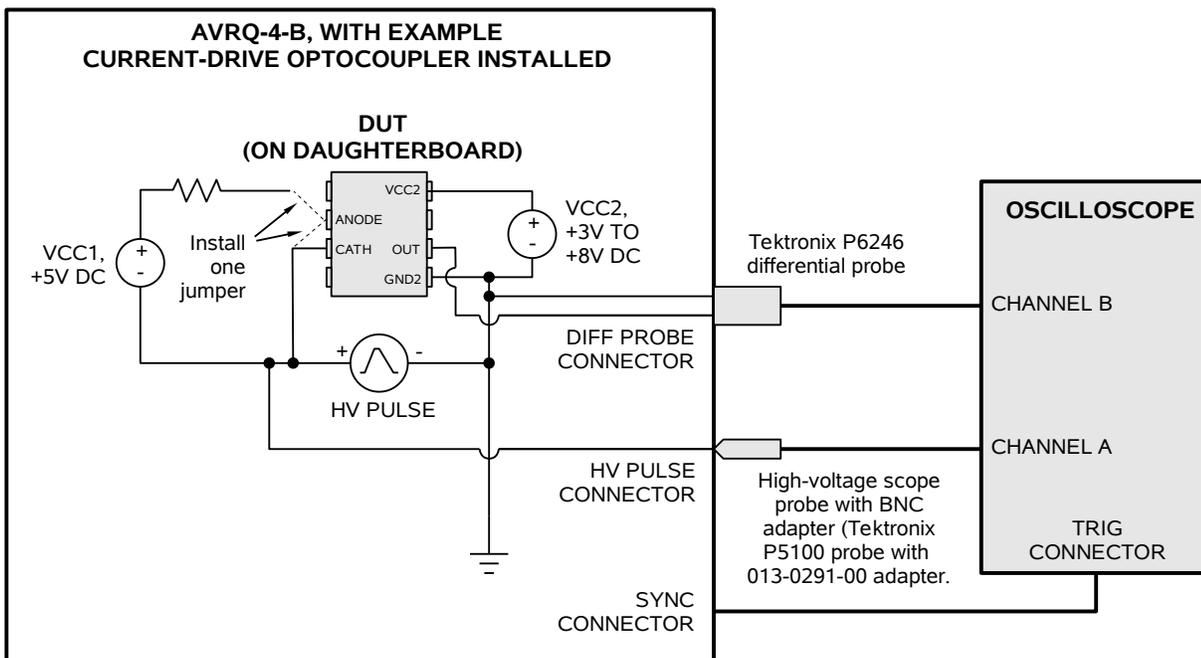 AVRQ-4-B, WITH EXAMPLE
CURRENT-DRIVE OPTOCOUPLER INSTALLED
DUT
(ON DAUGHTERBOARD)
VCC2
ANODE
CATH
OUT
GND2
VCC1,
+5V DC
+
-
Install
one
jumper
+
-
VCC2,
+3V TO
+8V DC
+
-
HV PULSE
DIFF PROBE
CONNECTOR
HV PULSE
CONNECTOR
SYNC
CONNECTOR
Tektronix P6246
differential probe
High-voltage scope
probe with BNC
adapter (Tektronix
P5100 probe with
013-0291-00 adapter.
OSCILLOSCOPE
CHANNEL B
CHANNEL A
TRIG
CONNECTOR